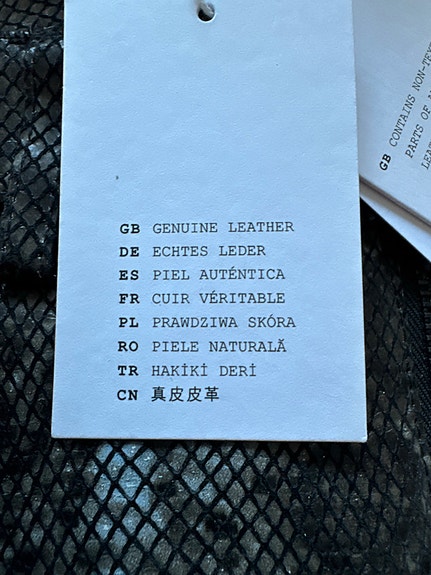 GB GENUINE LEATHER
DE ECHTES LEDER
ES PIEL AUTÉNTICA
FR CUIR VÉRITABLE
PL PRAWDZIWA SKÓRA
RO PIELE NATURALĂ
TR HAKİKİ DERİ
CN 真皮皮革
GB CONTAINS
PARTS OF